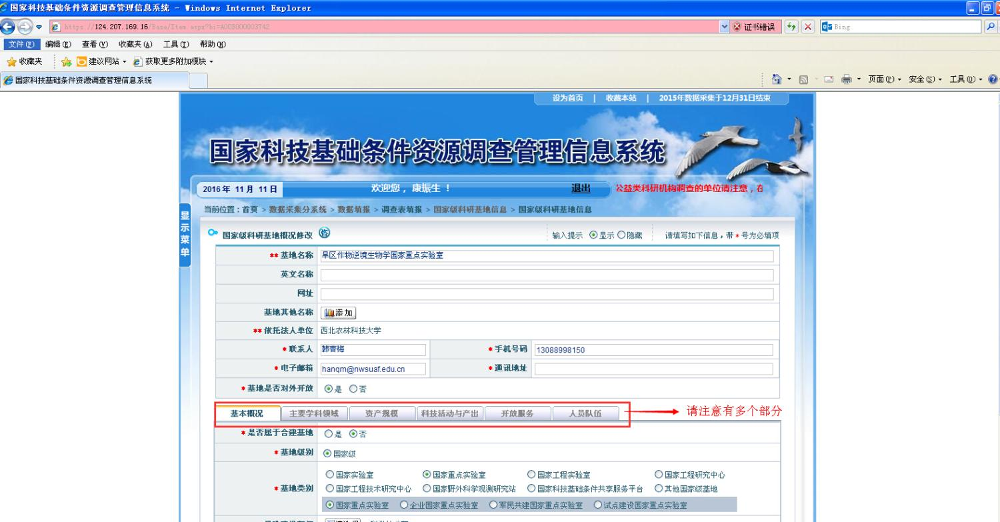 国家科技基础条件资源调查管理信息系统 - Windows Internet Explorer
https://124.207.169.16/Base/Item.aspx?bi=A00B000003742 证书错误 Bing
文件(F) 编辑(E) 查看(V) 收藏夹(A) 工具(T) 帮助(H)
收藏夹 建议网站 获取更多附加模块
国家科技基础条件资源调查管理信息系统 页面(P) 安全(S) 工具(O)
设为首页 | 收藏本站 | 2015年数据采集于12月31日结束
国家科技基础条件资源调查管理信息系统
2016 年 11 月 11 日 欢迎您，康振生 ！ 退出 公益类科研机构调查的单位请注意，在
当前位置：首页 > 数据采集分系统 > 数据填报 > 调查表填报 > 国家级科研基地信息 > 国家级科研基地信息
显示菜单
国家级科研基地概况修改 输入提示 显示 隐藏 请填写如下信息，带 * 号为必填项
** 基地名称 旱区作物逆境生物学国家重点实验室
英文名称
网址
基地其他名称 添加
** 依托法人单位 西北农林科技大学
* 联系人 韩青梅 * 手机号码 13088998150
* 电子邮箱 hanqm@nwsuaf.edu.cn * 通讯地址
* 基地是否对外开放 是 否
基本概况 主要学科领域 资产规模 科技活动与产出 开放服务 人员队伍 请注意有多个部分
* 是否属于合建基地 是 否
* 基地级别 国家级
国家实验室 国家重点实验室 国家工程实验室 国家工程研究中心
* 基地类别 国家工程技术研究中心 国家野外科学观测研究站 国家科技基础条件共享服务平台 其他国家级基地
国家重点实验室 企业国家重点实验室 军民共建国家重点实验室 试点建设国家重点实验室